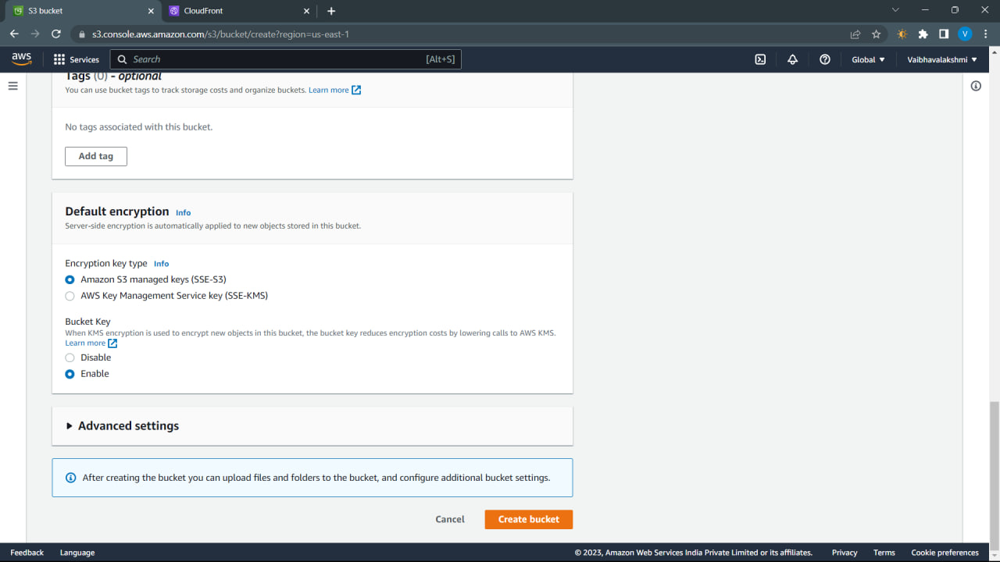 S3 bucket
CloudFront
s3.console.aws.amazon.com/s3/bucket/create?region=us-east-1
V
aws
Services
Search
[Alt+S]
Global
Vaibhavalakshmi
Tags (0) - optional
You can use bucket tags to track storage costs and organize buckets. Learn more
No tags associated with this bucket.
Add tag
Default encryption Info
Server-side encryption is automatically applied to new objects stored in this bucket.
Encryption key type Info
Amazon S3 managed keys (SSE-S3)
AWS Key Management Service key (SSE-KMS)
Bucket Key
When KMS encryption is used to encrypt new objects in this bucket, the bucket key reduces encryption costs by lowering calls to AWS KMS.
Learn more
Disable
Enable
Advanced settings
After creating the bucket you can upload files and folders to the bucket, and configure additional bucket settings.
Cancel
Create bucket
Feedback
Language
© 2023, Amazon Web Services India Private Limited or its affiliates.
Privacy
Terms
Cookie preferences